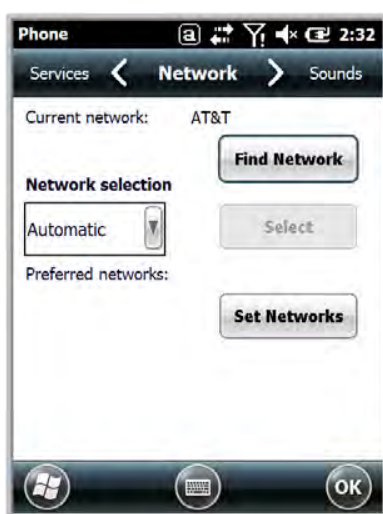 Phone a 2:32
Services Network Sounds
Current network: AT&T
Find Network
Network selection
Automatic Select
Preferred networks:
Set Networks
OK